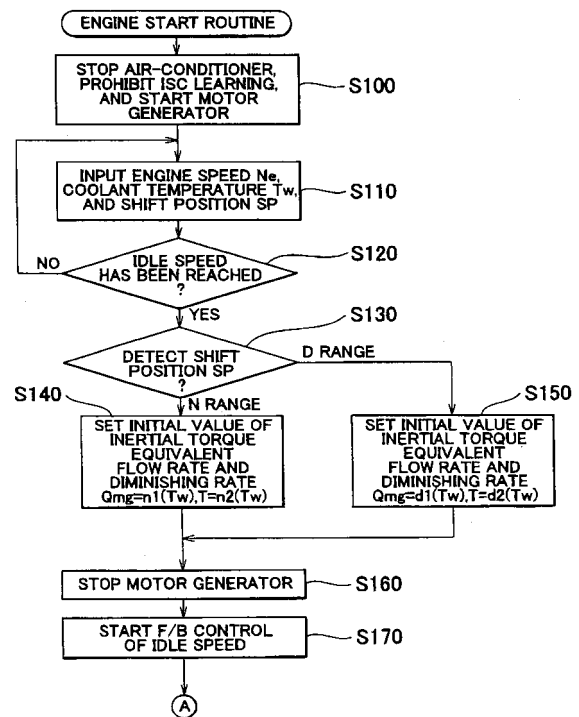 ENGINE START ROUTINE
STOP AIR-CONDITIONER,
PROHIBIT ISC LEARNING,
AND START MOTOR
GENERATOR
S100
INPUT ENGINE SPEED Ne,
COOLANT TEMPERATURE Tw,
AND SHIFT POSITION SP
S110
IDLE SPEED
HAS BEEN REACHED
?
S120
NO
YES
S130
DETECT SHIFT
POSITION SP
?
D RANGE
S140
N RANGE
SET INITIAL VALUE OF
INERTIAL TORQUE
EQUIVALENT
FLOW RATE AND
DIMINISHING RATE
Qmg=n1(Tw),T=n2(Tw)
S150
SET INITIAL VALUE OF
INERTIAL TORQUE
EQUIVALENT
FLOW RATE AND
DIMINISHING RATE
Qmg=d1(Tw),T=d2(Tw)
STOP MOTOR GENERATOR
S160
START F/B CONTROL
OF IDLE SPEED
S170
A